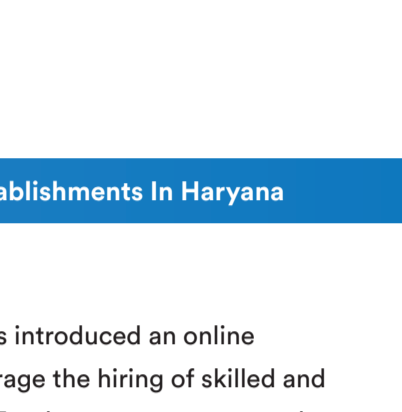 ablishments In Haryana
s introduced an online
rage the hiring of skilled and